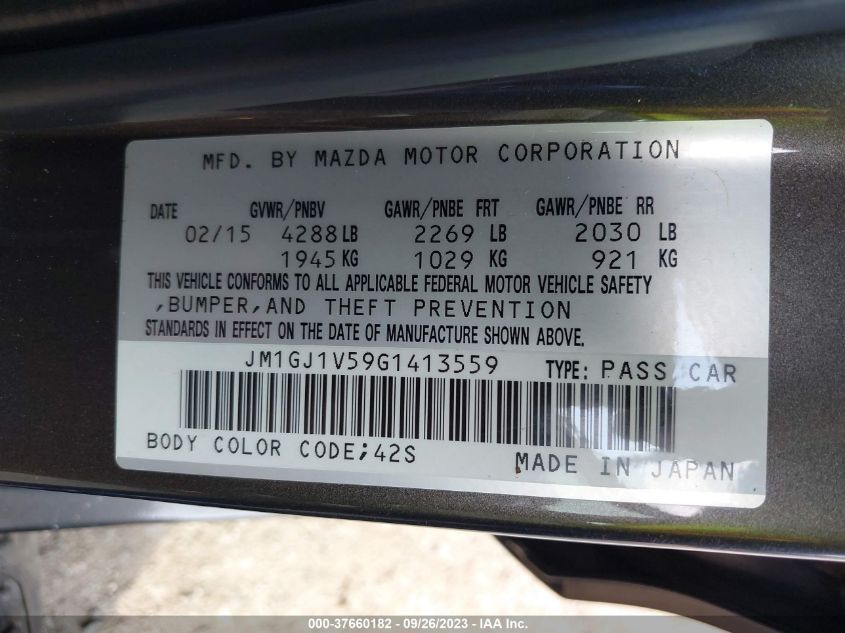 MFD. BY MAZDA MOTOR CORPORATION
DATE GVWR/PNBV GAWR/PNBE FRT GAWR/PNBE RR
02/15 4288 LB 2269 LB 2030 LB
1945 KG 1029 KG 921 KG
THIS VEHICLE CONFORMS TO ALL APPLICABLE FEDERAL MOTOR VEHICLE SAFETY
,BUMPER,AND THEFT PREVENTION
STANDARDS IN EFFECT ON THE DATE OF MANUFACTURE SHOWN ABOVE.
JM1GJ1V59G1413559 TYPE: PASS CAR
BODY COLOR CODE;42S MADE IN JAPAN
000-37660182 - 09/26/2023 - IAA Inc.